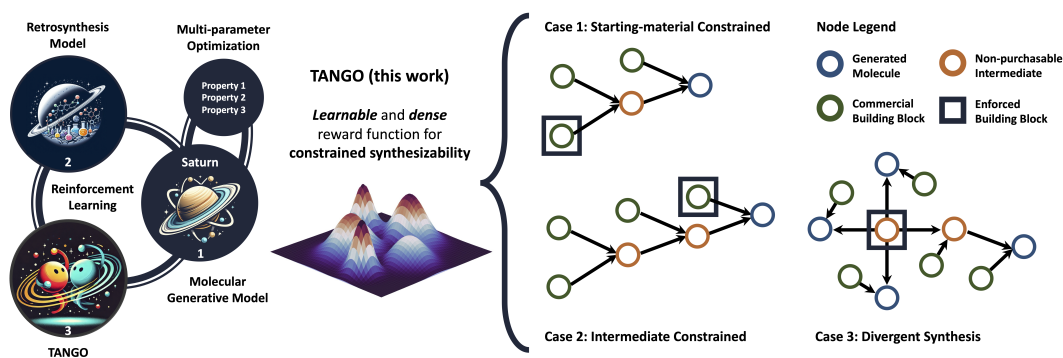 Retrosynthesis
Model
Multi-parameter
Optimization
Property 1
Property 2
Property 3
2
Saturn
Reinforcement
Learning
1
3
Molecular
Generative Model
TANGO
TANGO (this work)
Learnable and dense
reward function for
constrained synthesizability
Case 1: Starting-material Constrained
Case 2: Intermediate Constrained
Node Legend
Generated
Molecule
Non-purchasable
Intermediate
Commercial
Building Block
Enforced
Building Block
Case 3: Divergent Synthesis